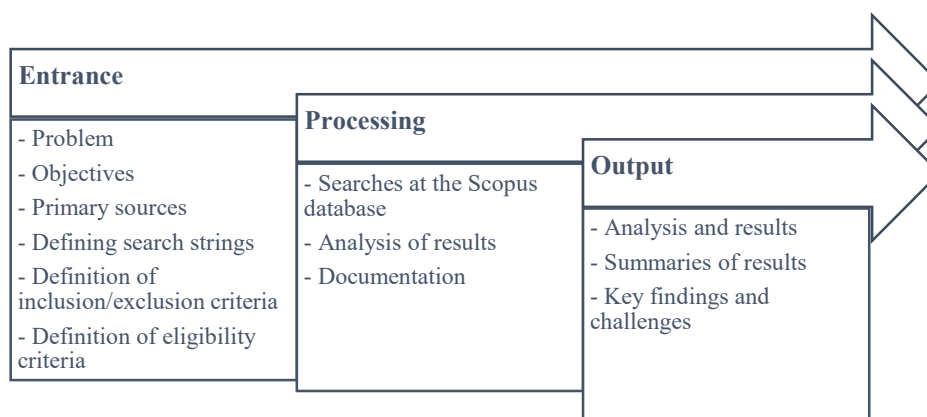 Entrance
- Problem
- Objectives
- Primary sources
- Defining search strings
- Definition of
inclusion/exclusion criteria
- Definition of eligibility
criteria
Processing
- Searches at the Scopus
database
- Analysis of results
- Documentation
Output
- Analysis and results
- Summaries of results
- Key findings and
challenges